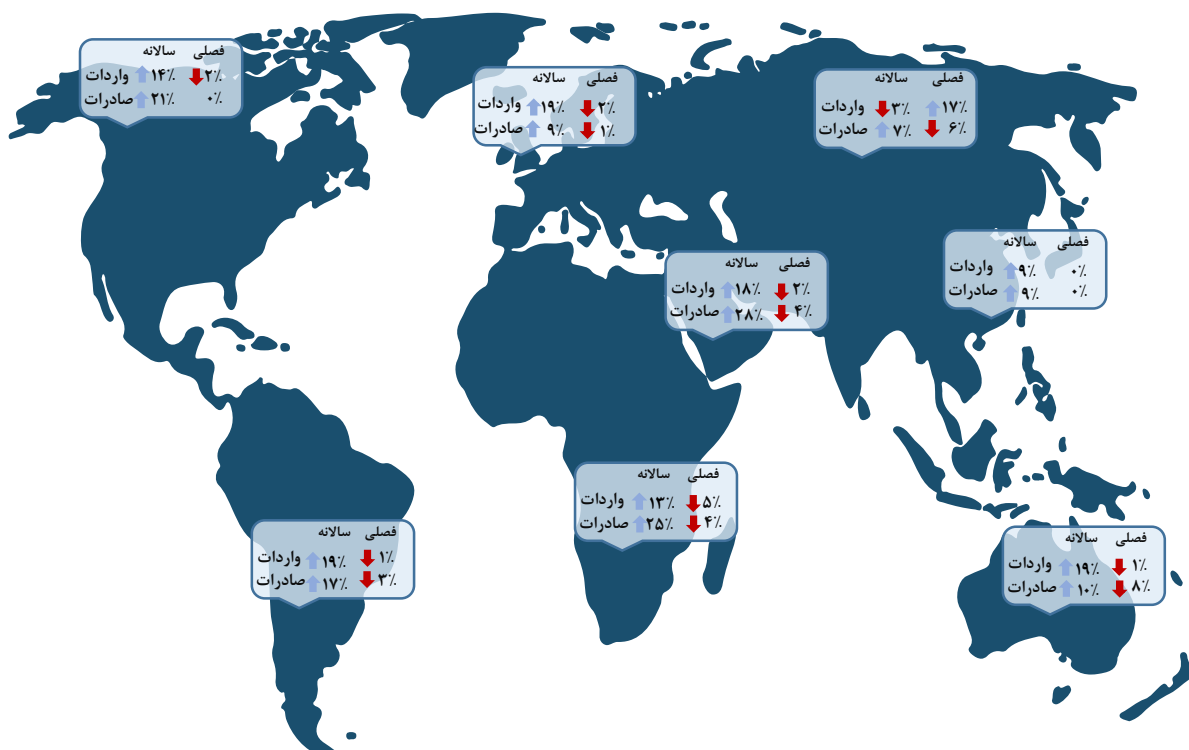 سالانه فصلی
واردات ۱۴٪ ۲٪
صادرات ۲۱٪ ۰٪
سالانه فصلی
واردات ۱۹٪ ۲٪
صادرات ۹٪ ۱٪
سالانه فصلی
واردات ۳٪ ۱۷٪
صادرات ۷٪ ۶٪
سالانه فصلی
واردات ۹٪ ۰٪
صادرات ۹٪ ۰٪
سالانه فصلی
واردات ۱۸٪ ۲٪
صادرات ۲۸٪ ۴٪
سالانه فصلی
واردات ۱۳٪ ۵٪
صادرات ۲۵٪ ۴٪
سالانه فصلی
واردات ۱۹٪ ۱٪
صادرات ۱۷٪ ۳٪
سالانه فصلی
واردات ۱۹٪ ۱٪
صادرات ۱۰٪ ۸٪